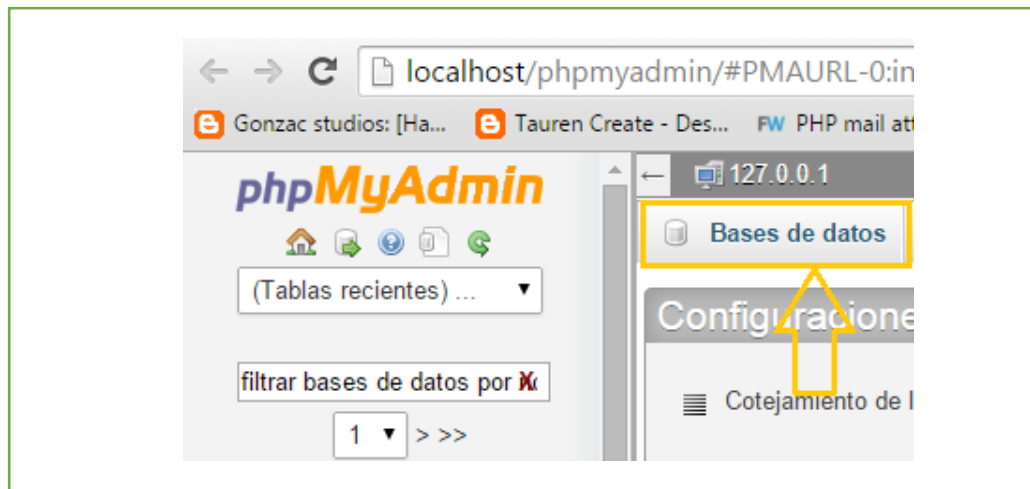 localhost/phpmyadmin/#PMAURL-0:in
Gonzac studios: [Ha... Tauren Create - Des... FW PHP mail att
phpMyAdmin
127.0.0.1
Bases de datos
(Tablas recientes) ...
Configuracione
filtrar bases de datos por X
Cotejamiento de l
1 > >>